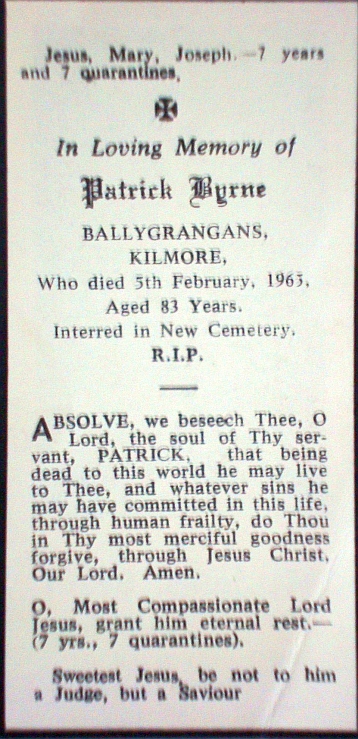 Jesus, Mary, Joseph.—7 years
and 7 quarantines.
In Loving Memory of
Patrick Byrne
BALLYGRANGANS,
KILMORE,
Who died 5th February, 1963,
Aged 83 Years.
Interred in New Cemetery.
R.I.P.
ABSOLVE, we beseech Thee, O
Lord, the soul of Thy ser-
vant, PATRICK, that being
dead to this world he may live
to Thee, and whatever sins he
may have committed in this life,
through human frailty, do Thou
in Thy most merciful goodness
forgive, through Jesus Christ,
Our Lord. Amen.
O, Most Compassionate Lord
Jesus, grant him eternal rest.—
(7 yrs., 7 quarantines).
Sweetest Jesus, be not to him
a Judge, but a Saviour